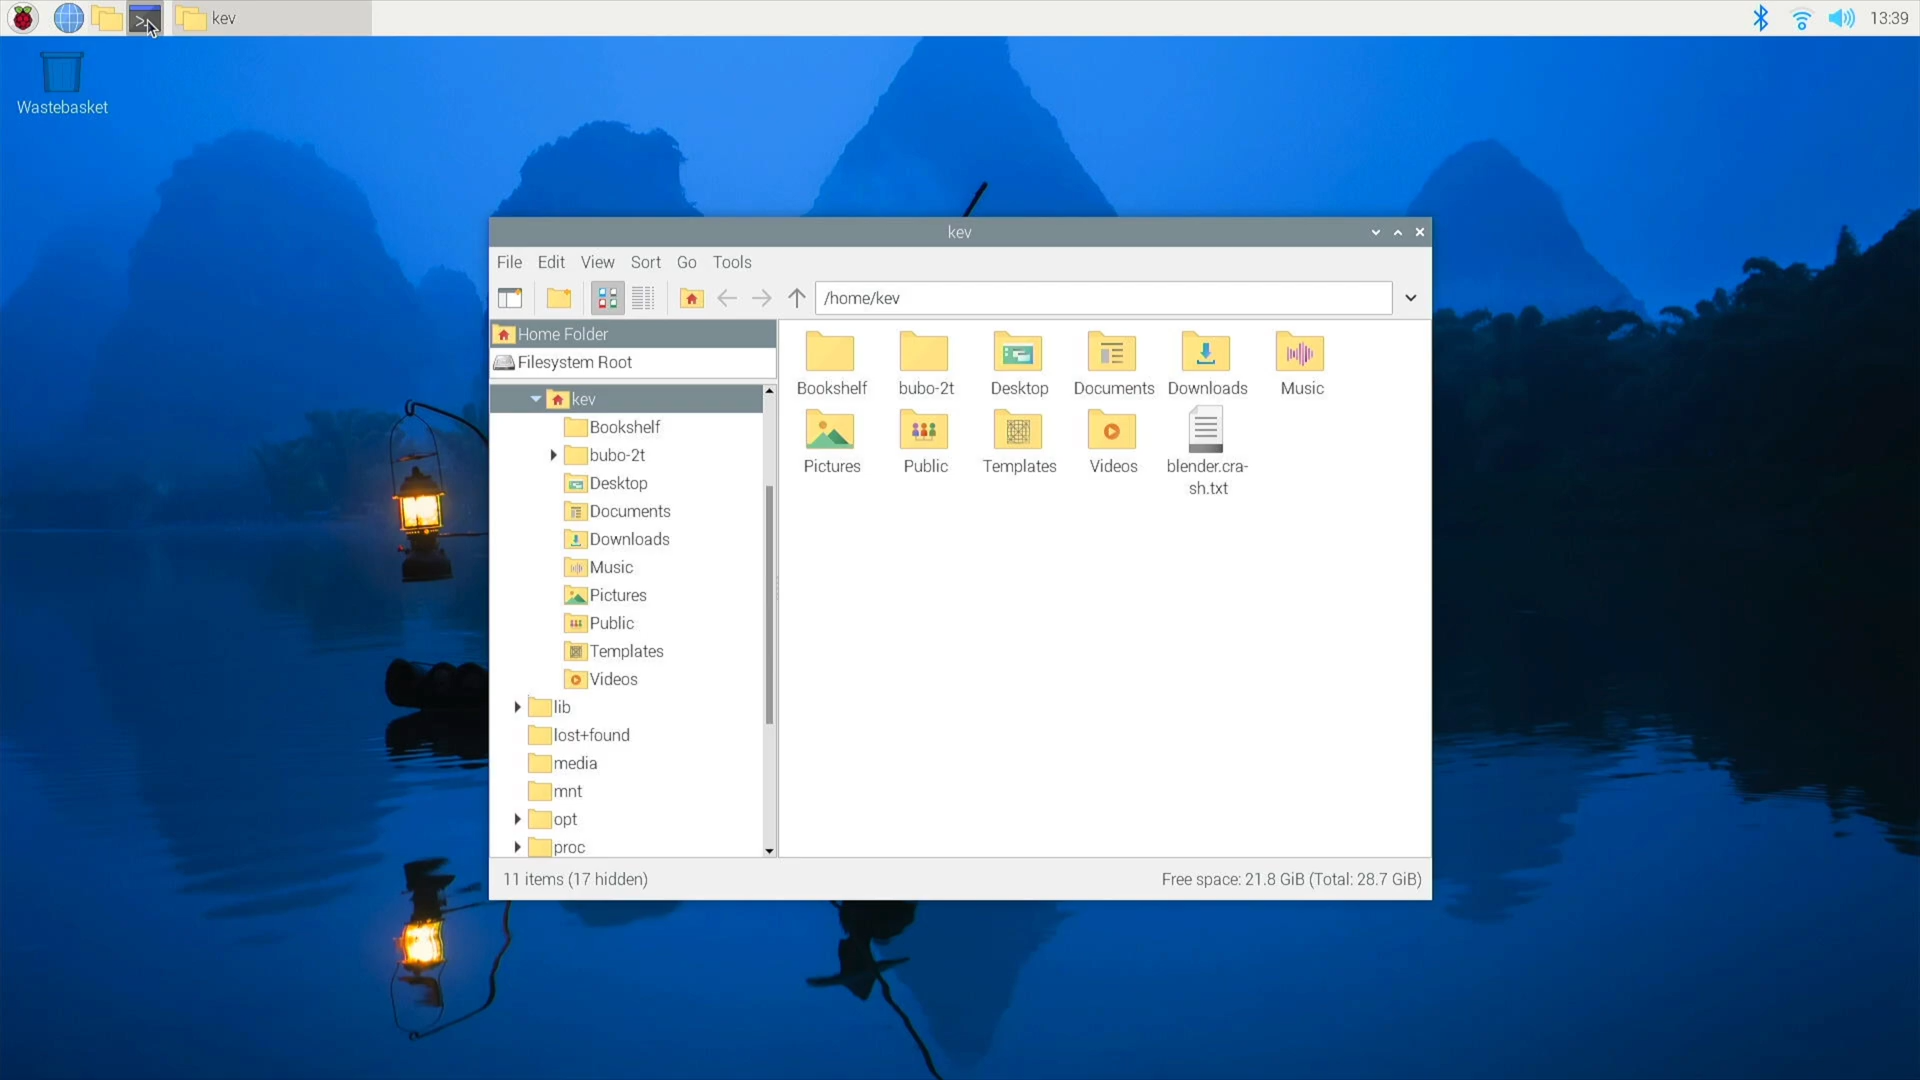 kev
13:39
Wastebasket
kev
File Edit View Sort Go Tools
/home/kev
Home Folder
Filesystem Root
kev
Bookshelf
bubo-2t
Desktop
Documents
Downloads
Music
Pictures
Public
Templates
Videos
lib
lost+found
media
mnt
opt
proc
Bookshelf bubo-2t Desktop Documents Downloads Music
Pictures Public Templates Videos blender.cra-
sh.txt
11 items (17 hidden) Free space: 21.8 GiB (Total: 28.7 GiB)